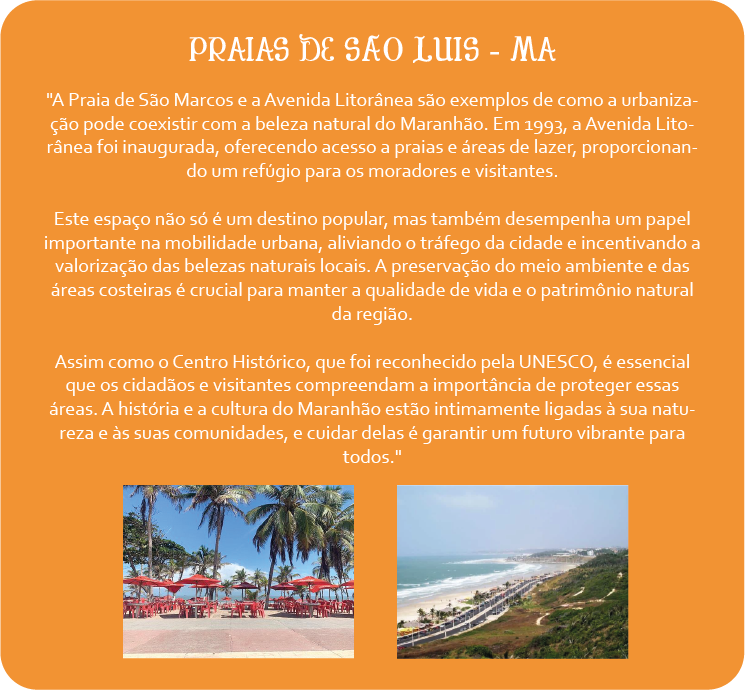 PRAIAS DE SÃO LUIS - MA
"A Praia de São Marcos e a Avenida Litorânea são exemplos de como a urbaniza-
ção pode coexistir com a beleza natural do Maranhão. Em 1993, a Avenida Lito-
rânea foi inaugurada, oferecendo acesso a praias e áreas de lazer, proporcionan-
do um refúgio para os moradores e visitantes.
Este espaço não só é um destino popular, mas também desempenha um papel
importante na mobilidade urbana, aliviando o tráfego da cidade e incentivando a
valorização das belezas naturais locais. A preservação do meio ambiente e das
áreas costeiras é crucial para manter a qualidade de vida e o patrimônio natural
da região.
Assim como o Centro Histórico, que foi reconhecido pela UNESCO, é essencial
que os cidadãos e visitantes compreendam a importância de proteger essas
áreas. A história e a cultura do Maranhão estão intimamente ligadas à sua natu-
reza e às suas comunidades, e cuidar delas é garantir um futuro vibrante para
todos."